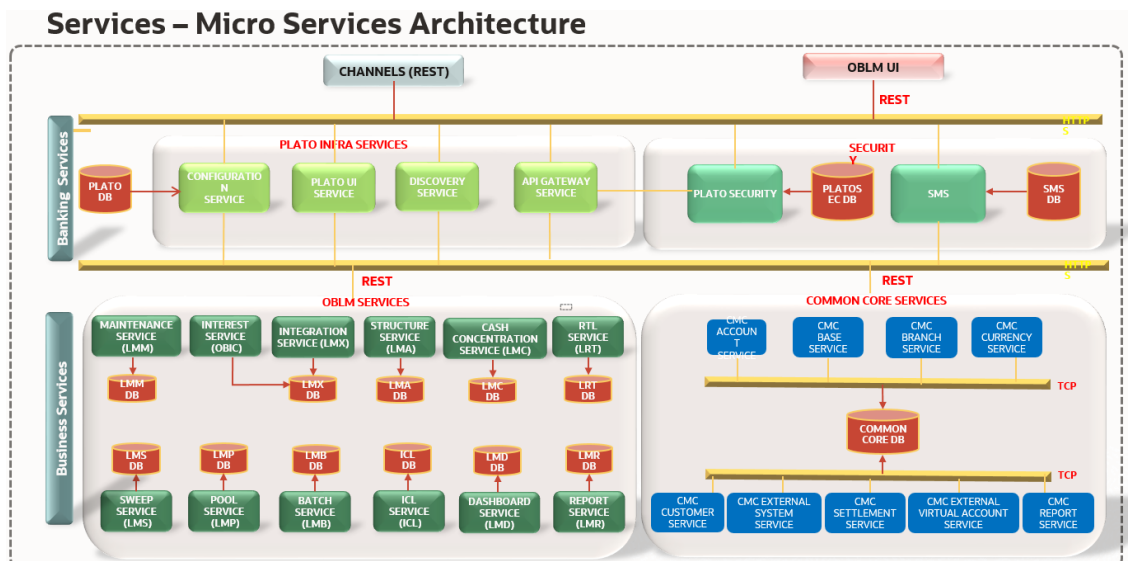 Services – Micro Services Architecture
CHANNELS (REST)
OBLM UI
REST
HTTP
S
Banking Services
PLATO INFRA SERVICES
SECURIT
Y
PLATO
DB
CONFIGURATIO
N
SERVICE
PLATO UI
SERVICE
DISCOVERY
SERVICE
API GATEWAY
SERVICE
PLATO SECURITY
PLATOS
EC DB
SMS
SMS
DB
HTTP
S
REST
REST
OBLM SERVICES
COMMON CORE SERVICES
Business Services
MAINTENANCE
SERVICE
(LMM)
INTEREST
SERVICE
(OBIC)
INTEGRATION
SERVICE (LMX)
STRUCTURE
SERVICE
(LMA)
CASH
CONCENTRATION
SERVICE (LMC)
RTL
SERVICE
(LRT)
CMC
ACCOUN
T
SERVICE
CMC
BASE
SERVICE
CMC
BRANCH
SERVICE
CMC
CURRENCY
SERVICE
LMM
DB
LMX
DB
LMA
DB
LMC
DB
LRT
DB
TCP
COMMON
CORE DB
LMS
DB
LMP
DB
LMB
DB
ICL
DB
LMD
DB
LMR
DB
TCP
SWEEP
SERVICE
(LMS)
POOL
SERVICE
(LMP)
BATCH
SERVICE
(LMB)
ICL
SERVICE
(ICL)
DASHBOARD
SERVICE
(LMD)
REPORT
SERVICE
(LMR)
CMC
CUSTOMER
SERVICE
CMC EXTERNAL
SYSTEM
SERVICE
CMC
SETTLEMENT
SERVICE
CMC EXTERNAL
VIRTUAL ACCOUNT
SERVICE
CMC
REPORT
SERVICE